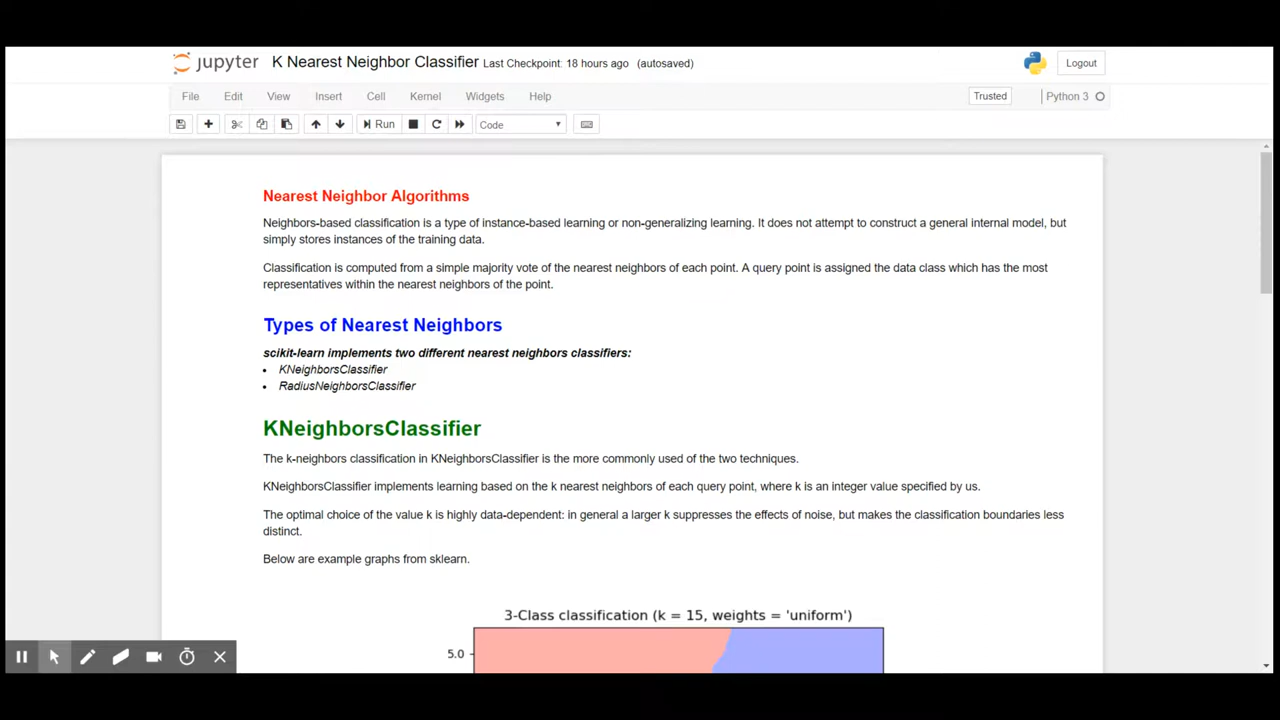 jupyter K Nearest Neighbor Classifier Last Checkpoint: 18 hours ago (autosaved) Logout
File Edit View Insert Cell Kernel Widgets Help Trusted Python 3
Run Code
Nearest Neighbor Algorithms
Neighbors-based classification is a type of instance-based learning or non-generalizing learning. It does not attempt to construct a general internal model, but
simply stores instances of the training data.
Classification is computed from a simple majority vote of the nearest neighbors of each point. A query point is assigned the data class which has the most
representatives within the nearest neighbors of the point.
Types of Nearest Neighbors
scikit-learn implements two different nearest neighbors classifiers:
• KNeighborsClassifier
• RadiusNeighborsClassifier
KNeighborsClassifier
The k-neighbors classification in KNeighborsClassifier is the more commonly used of the two techniques.
KNeighborsClassifier implements learning based on the k nearest neighbors of each query point, where k is an integer value specified by us.
The optimal choice of the value k is highly data-dependent: in general a larger k suppresses the effects of noise, but makes the classification boundaries less
distinct.
Below are example graphs from sklearn.
3-Class classification (k = 15, weights = 'uniform')
5.0